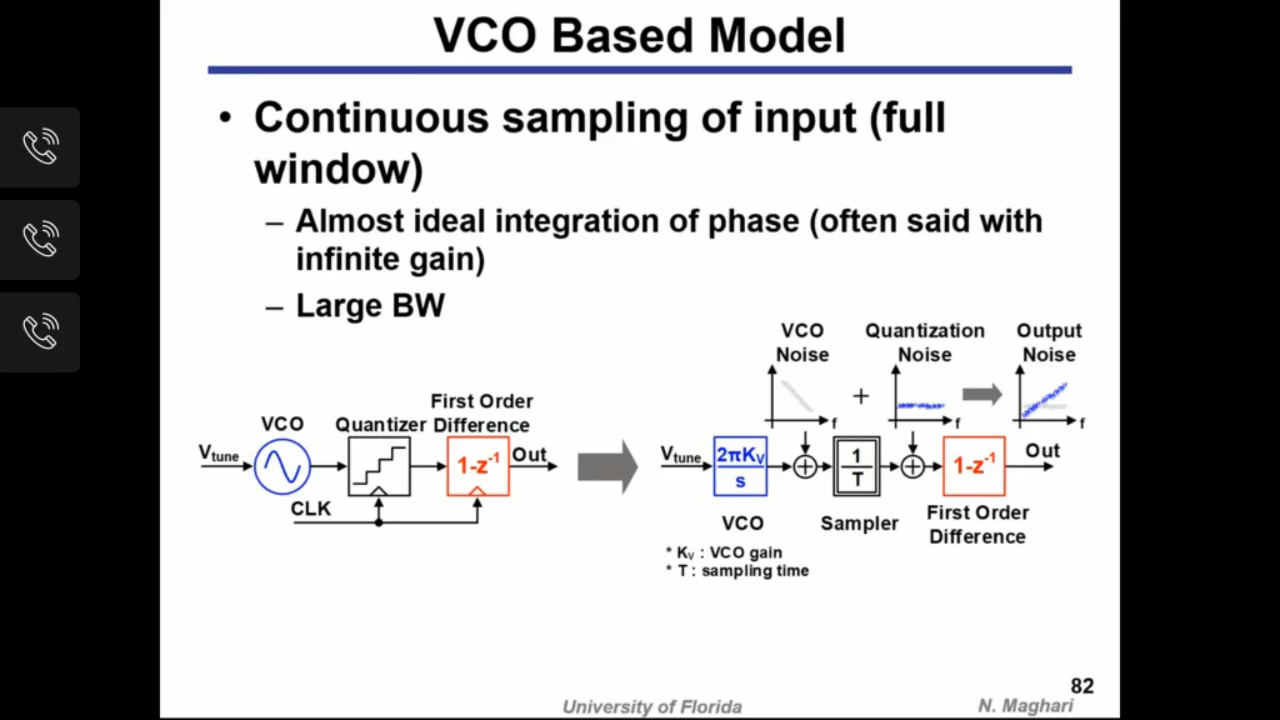 VCO Based Model
• Continuous sampling of input (full
window)
– Almost ideal integration of phase (often said with
infinite gain)
– Large BW
VCO
Noise
Quantization
Noise
Output
Noise
+
f
f
f
VCO
Quantizer
First Order
Difference
Vtune
1-z⁻¹
Out
CLK
Vtune
2πKV
s
1
T
1-z⁻¹
Out
VCO
Sampler
First Order
Difference
* KV : VCO gain
* T : sampling time
82
University of Florida
N. Maghari